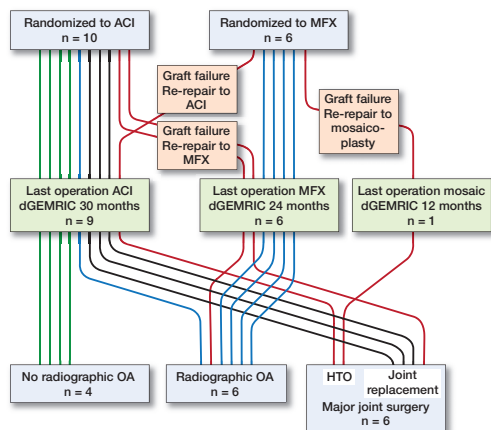 Randomized to ACI
n = 10
Randomized to MFX
n = 6
Graft failure
Re-repair to
ACI
Graft failure
Re-repair to
mosaico-
plasty
Graft failure
Re-repair to
MFX
Last operation ACI
dGEMRIC 30 months
n = 9
Last operation MFX
dGEMRIC 24 months
n = 6
Last operation mosaic
dGEMRIC 12 months
n = 1
No radiographic OA
n = 4
Radiographic OA
n = 6
HTO
Joint
replacement
Major joint surgery
n = 6